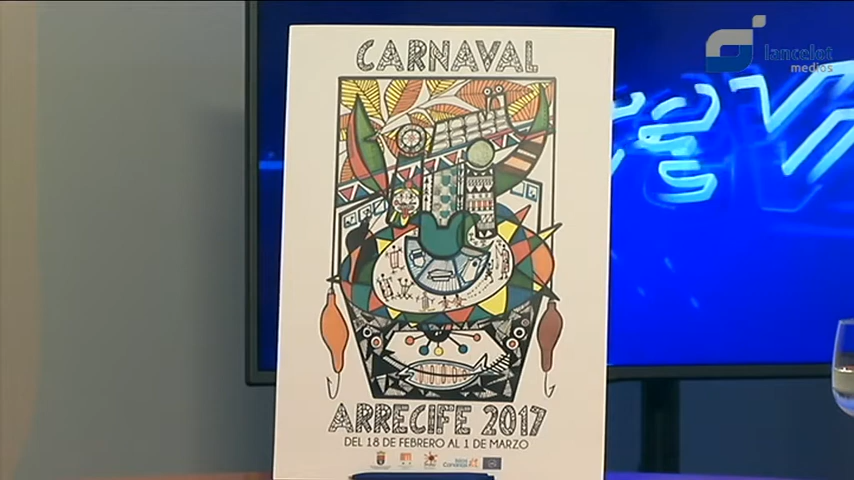 lancelot
medios
CARNAVAL
ARRECIFE 2017
DEL 18 DE FEBRERO AL 1 DE MARZO